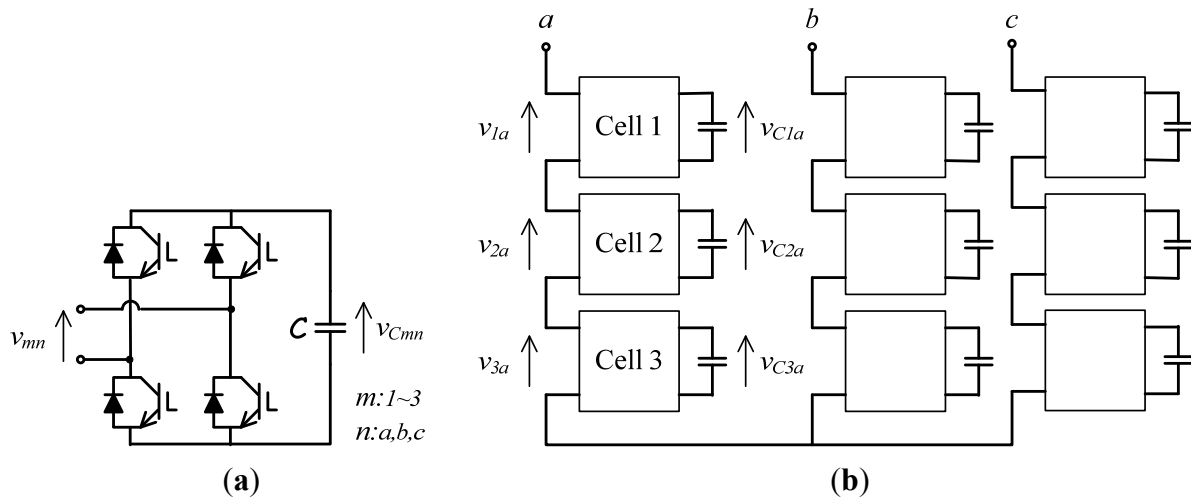 a b c
v1a Cell 1 vC1a
v2a Cell 2 vC2a
v3a Cell 3 vC3a
vmn C vCmn
m:1~3
n:a,b,c
(a) (b)